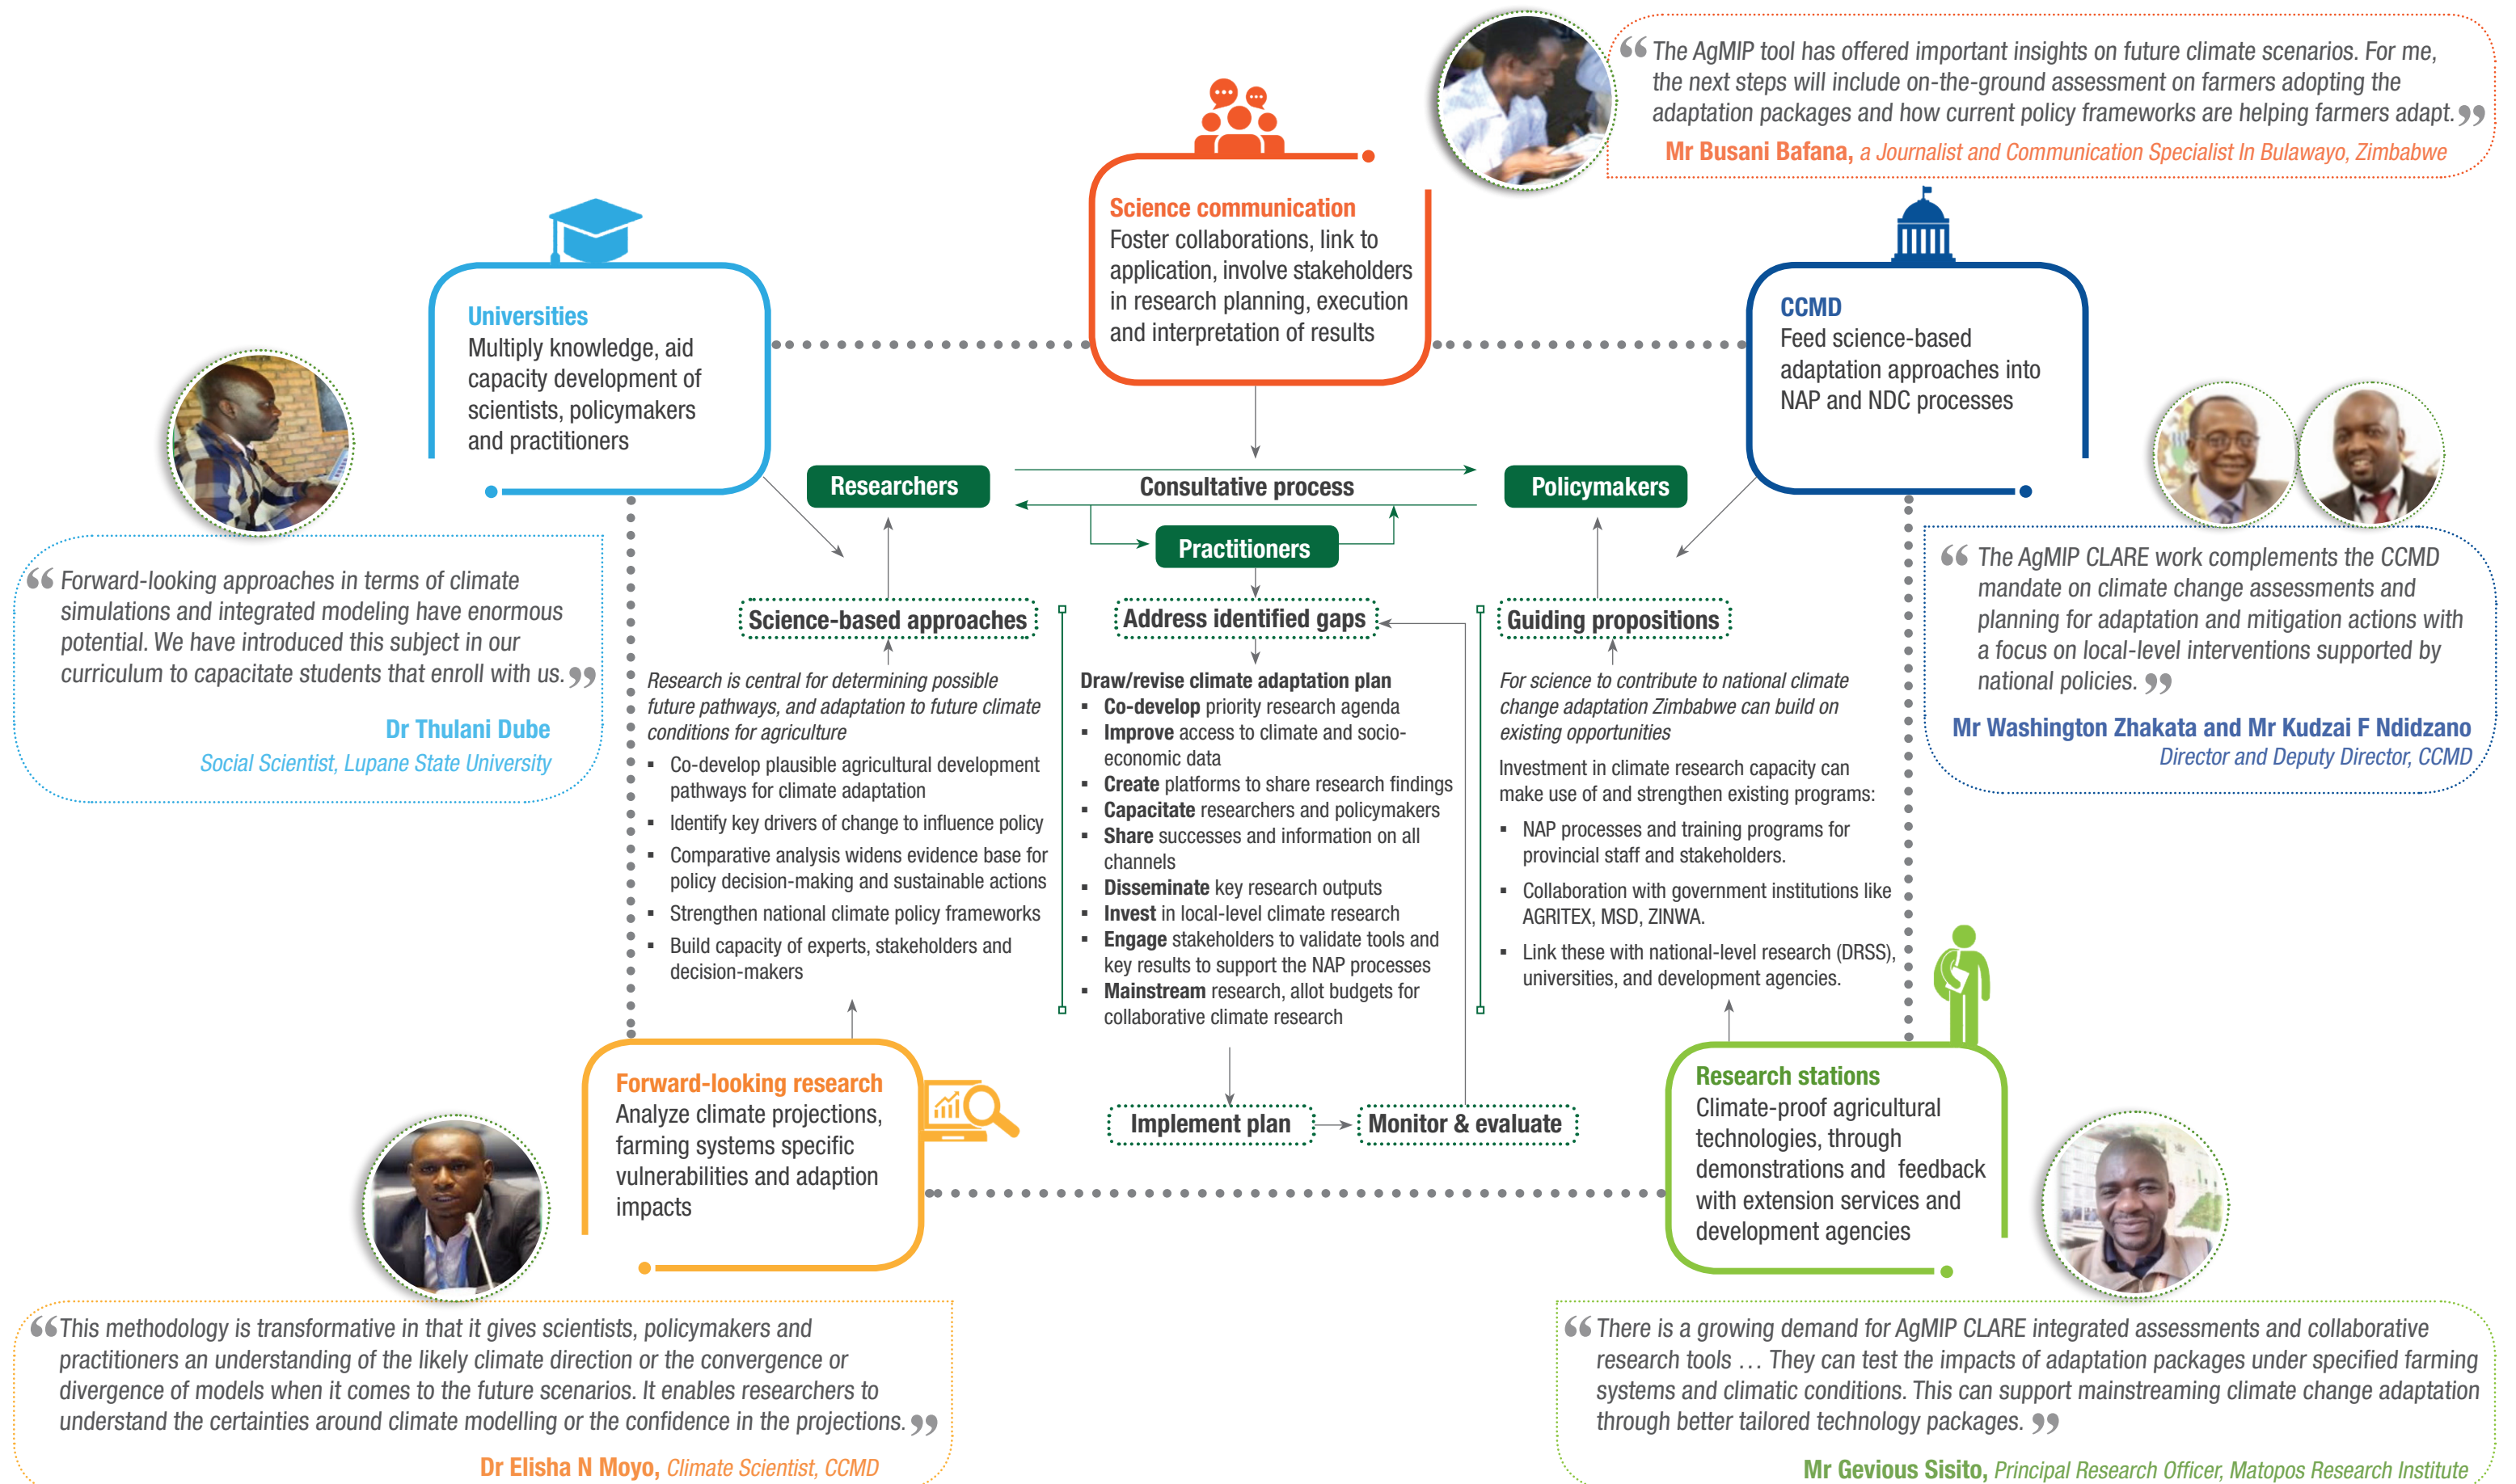 “ The AgMIP tool has offered important insights on future climate scenarios. For me,
the next steps will include on-the-ground assessment on farmers adopting the
adaptation packages and how current policy frameworks are helping farmers adapt. ”
Mr Busani Bafana, a Journalist and Communication Specialist In Bulawayo, Zimbabwe
Science communication
Foster collaborations, link to
application, involve stakeholders
in research planning, execution
and interpretation of results
Universities
Multiply knowledge, aid
capacity development of
scientists, policymakers
and practitioners
CCMD
Feed science-based
adaptation approaches into
NAP and NDC processes
“ Forward-looking approaches in terms of climate
simulations and integrated modeling have enormous
potential. We have introduced this subject in our
curriculum to capacitate students that enroll with us. ”
Dr Thulani Dube
Social Scientist, Lupane State University
“ The AgMIP CLARE work complements the CCMD
mandate on climate change assessments and
planning for adaptation and mitigation actions with
a focus on local-level interventions supported by
national policies. ”
Mr Washington Zhakata and Mr Kudzai F Ndidzano
Director and Deputy Director, CCMD
Researchers
Consultative process
Policymakers
Practitioners
Science-based approaches
Research is central for determining possible
future pathways, and adaptation to future climate
conditions for agriculture
▪ Co-develop plausible agricultural development
pathways for climate adaptation
▪ Identify key drivers of change to influence policy
▪ Comparative analysis widens evidence base for
policy decision-making and sustainable actions
▪ Strengthen national climate policy frameworks
▪ Build capacity of experts, stakeholders and
decision-makers
Address identified gaps
Draw/revise climate adaptation plan
▪ Co-develop priority research agenda
▪ Improve access to climate and socio-
economic data
▪ Create platforms to share research findings
▪ Capacitate researchers and policymakers
▪ Share successes and information on all
channels
▪ Disseminate key research outputs
▪ Invest in local-level climate research
▪ Engage stakeholders to validate tools and
key results to support the NAP processes
▪ Mainstream research, allot budgets for
collaborative climate research
Guiding propositions
For science to contribute to national climate
change adaptation Zimbabwe can build on
existing opportunities
Investment in climate research capacity can
make use of and strengthen existing programs:
▪ NAP processes and training programs for
provincial staff and stakeholders.
▪ Collaboration with government institutions like
AGRITEX, MSD, ZINWA.
▪ Link these with national-level research (DRSS),
universities, and development agencies.
Implement plan
Monitor & evaluate
Forward-looking research
Analyze climate projections,
farming systems specific
vulnerabilities and adaption
impacts
Research stations
Climate-proof agricultural
technologies, through
demonstrations and feedback
with extension services and
development agencies
“ This methodology is transformative in that it gives scientists, policymakers and
practitioners an understanding of the likely climate direction or the convergence or
divergence of models when it comes to the future scenarios. It enables researchers to
understand the certainties around climate modelling or the confidence in the projections. ”
Dr Elisha N Moyo, Climate Scientist, CCMD
“ There is a growing demand for AgMIP CLARE integrated assessments and collaborative
research tools … They can test the impacts of adaptation packages under specified farming
systems and climatic conditions. This can support mainstreaming climate change adaptation
through better tailored technology packages. ”
Mr Gevious Sisito, Principal Research Officer, Matopos Research Institute